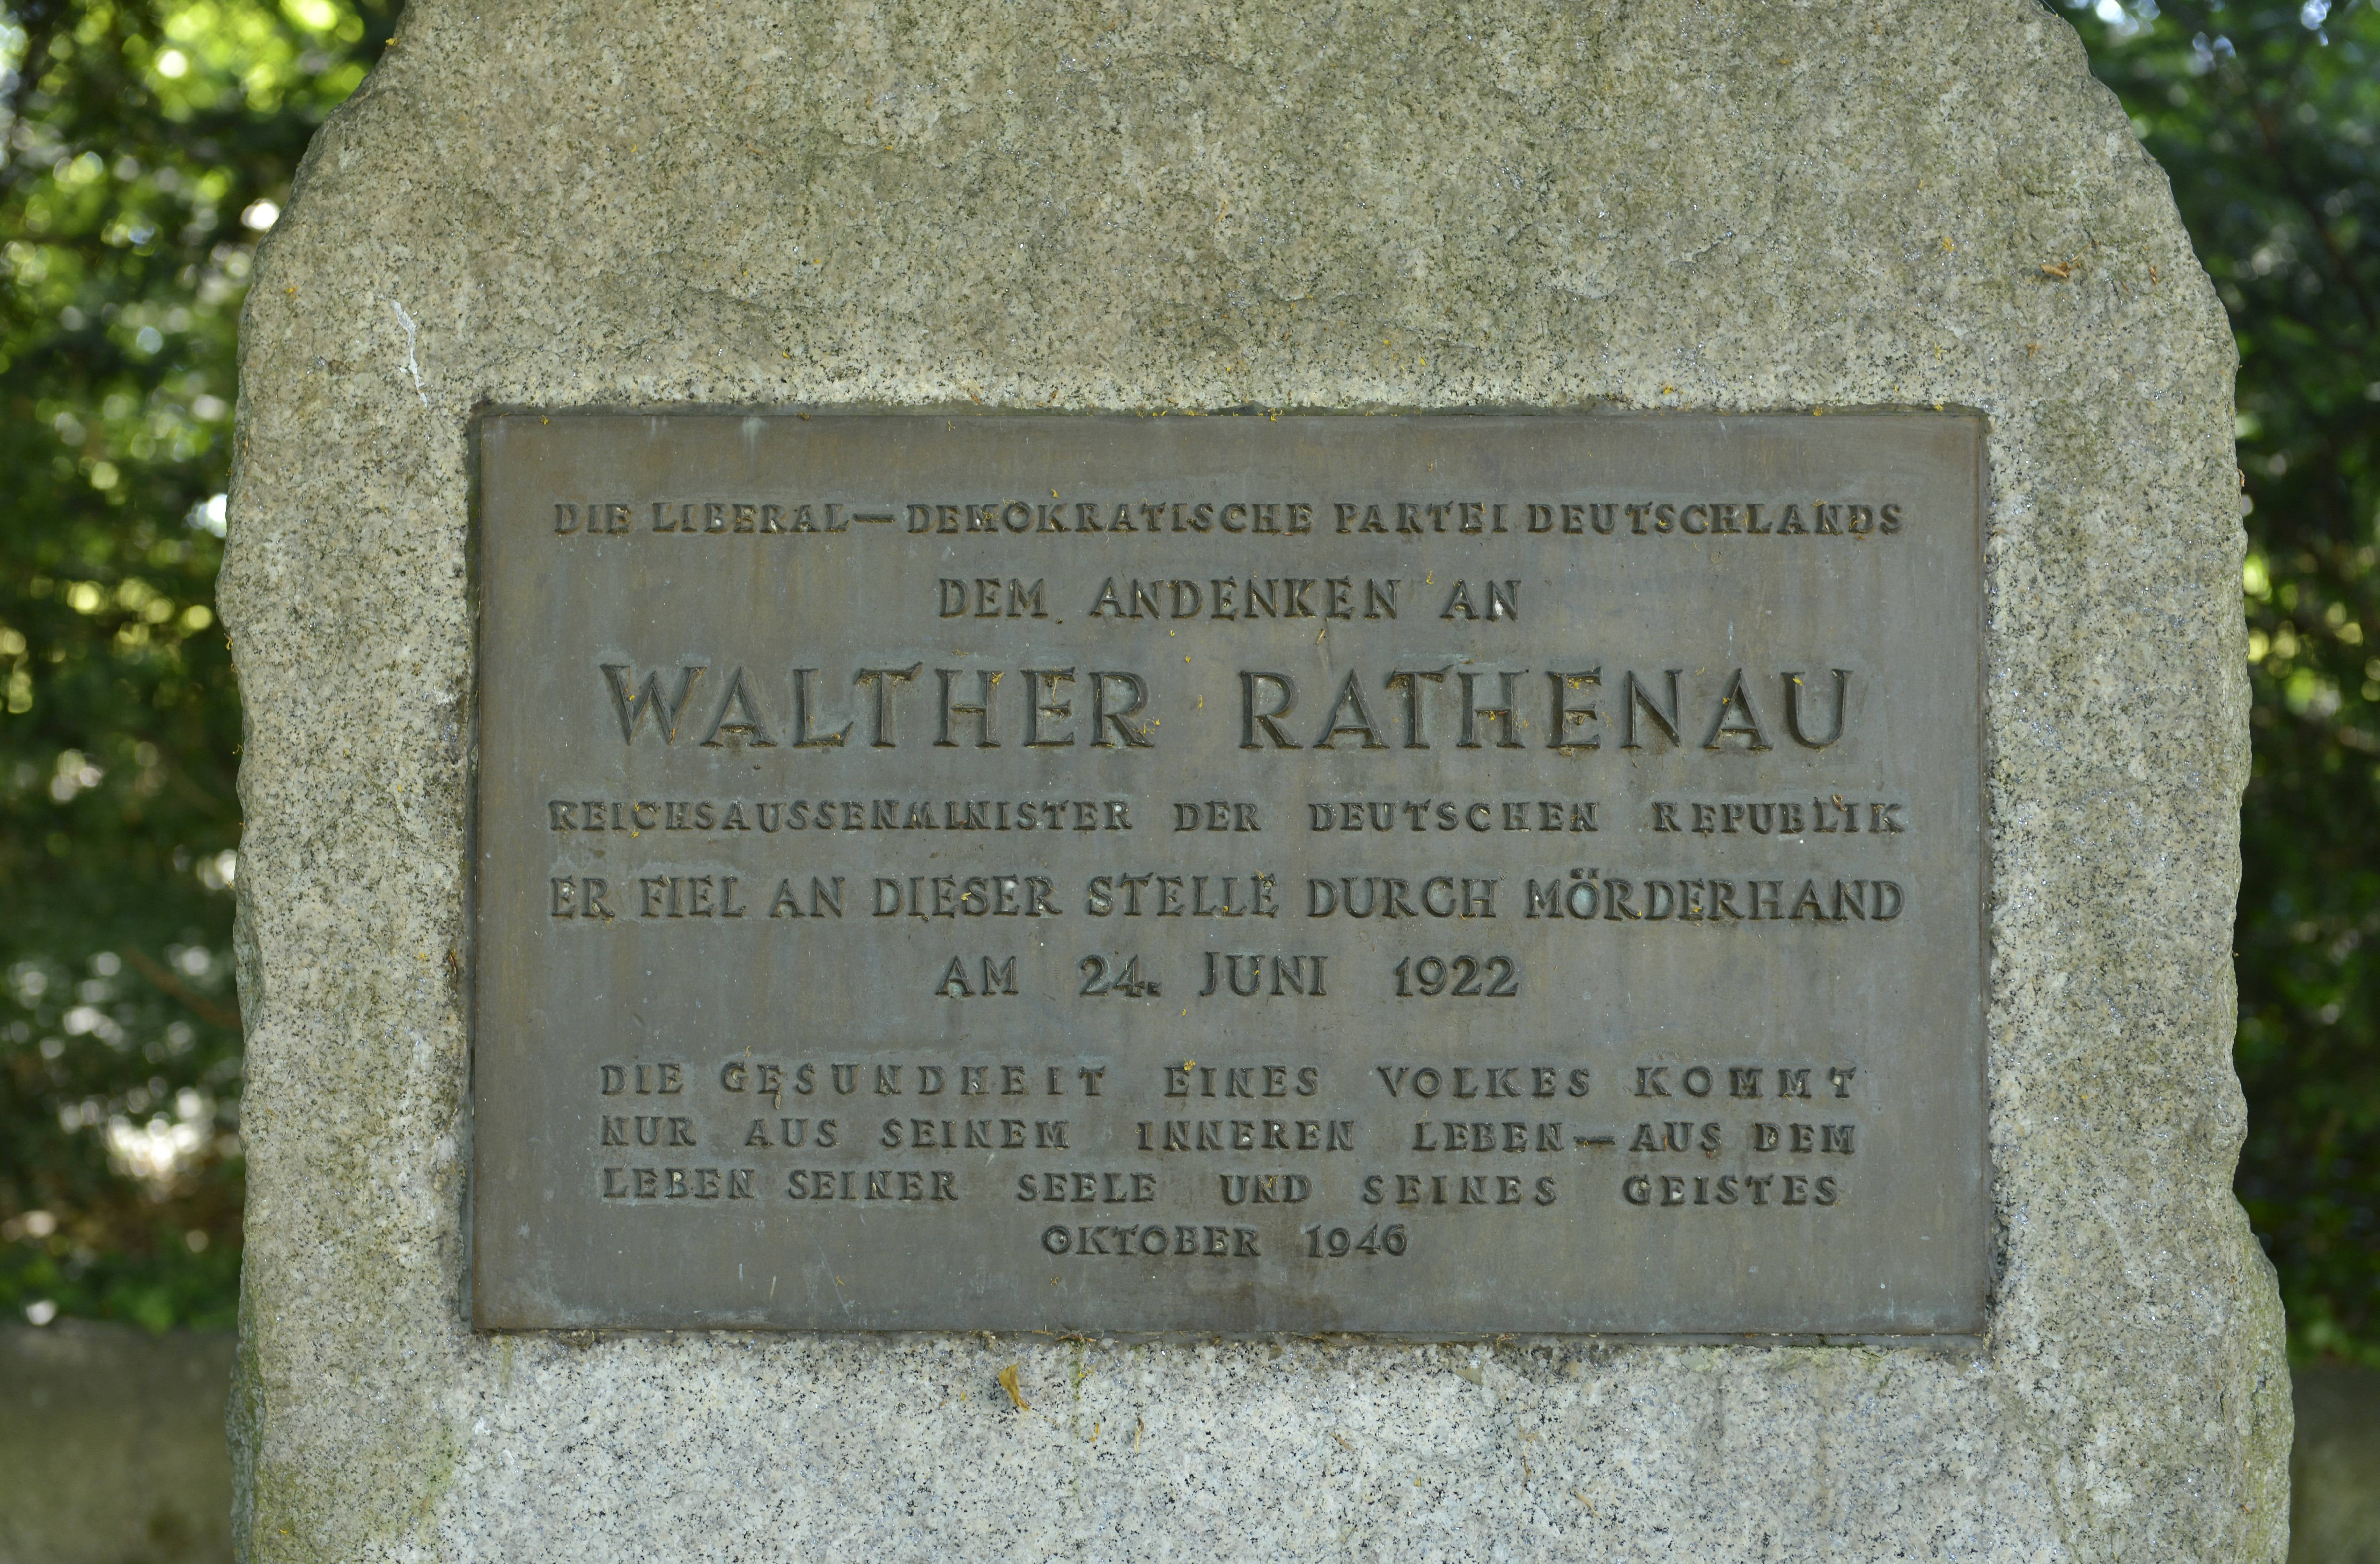 DIE LIBERAL—DEMOKRATISCHE PARTEI DEUTSCHLANDS
DEM ANDENKEN AN
WALTHER RATHENAU
REICHSAUSSENMINISTER DER DEUTSCHEN REPUBLIK
ER FIEL AN DIESER STELLE DURCH MÖRDERHAND
AM 24. JUNI 1922
DIE GESUNDHEIT EINES VOLKES KOMMT
NUR AUS SEINEM INNEREN LEBEN—AUS DEM
LEBEN SEINER SEELE UND SEINES GEISTES
OKTOBER 1946